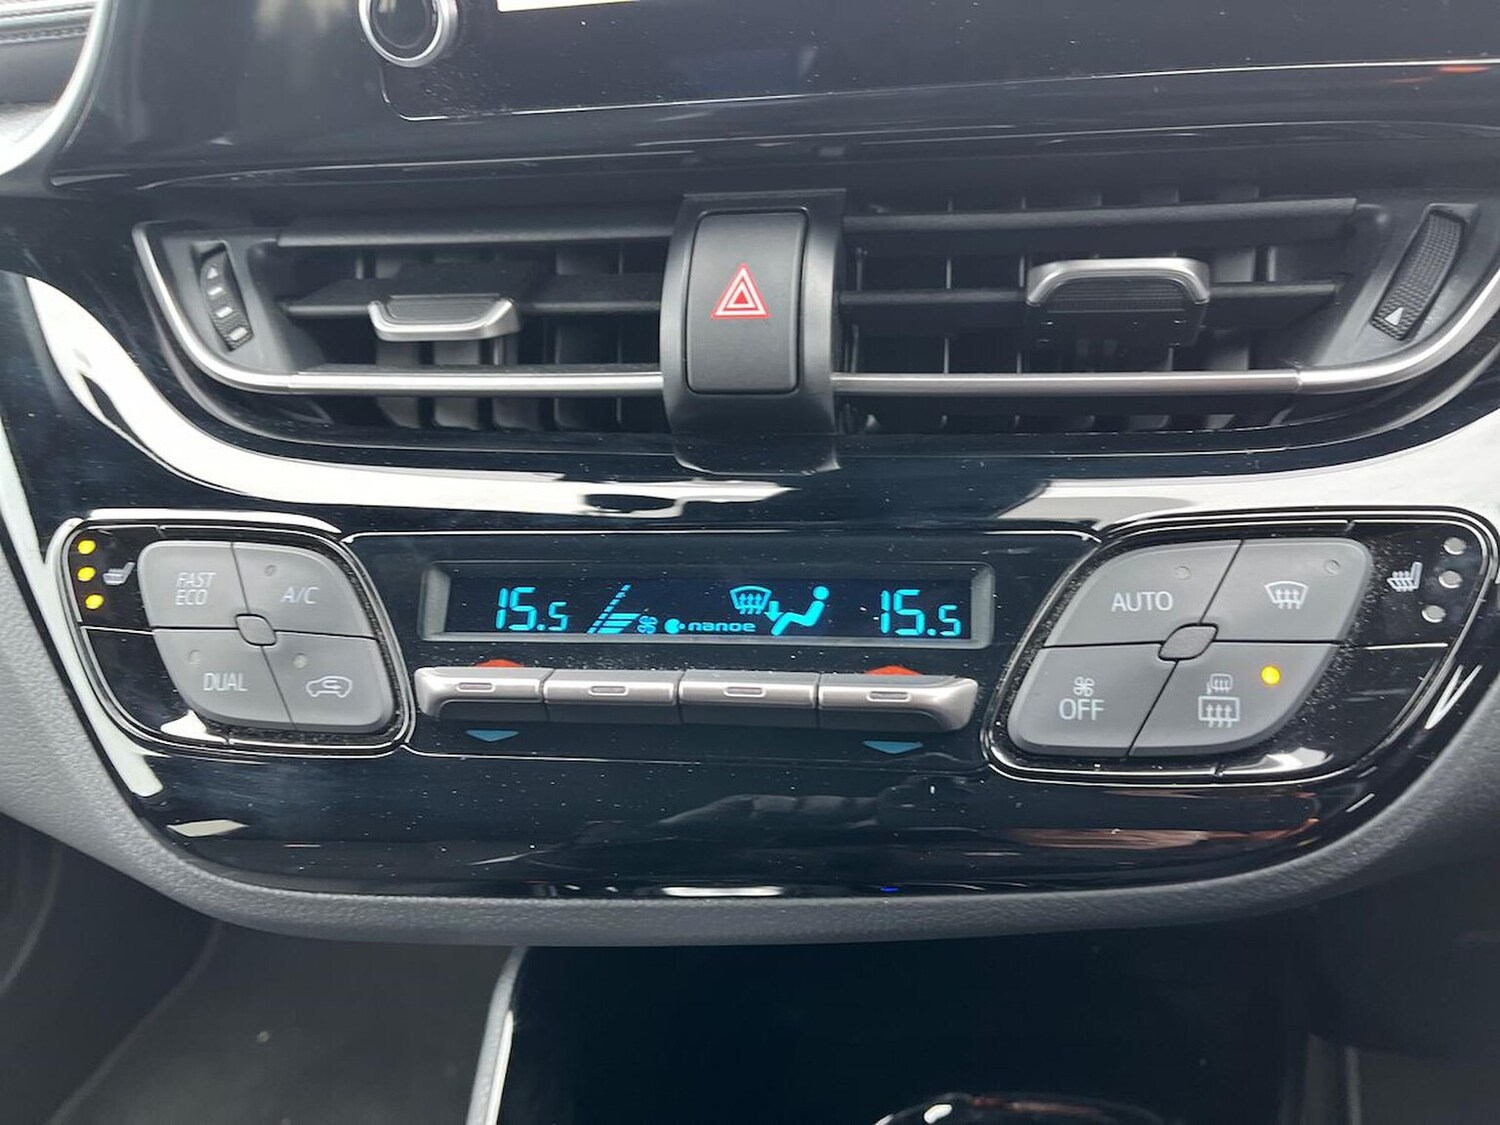 FAST
ECO
A/C
DUAL
15.5
nanoe
15.5
AUTO
OFF